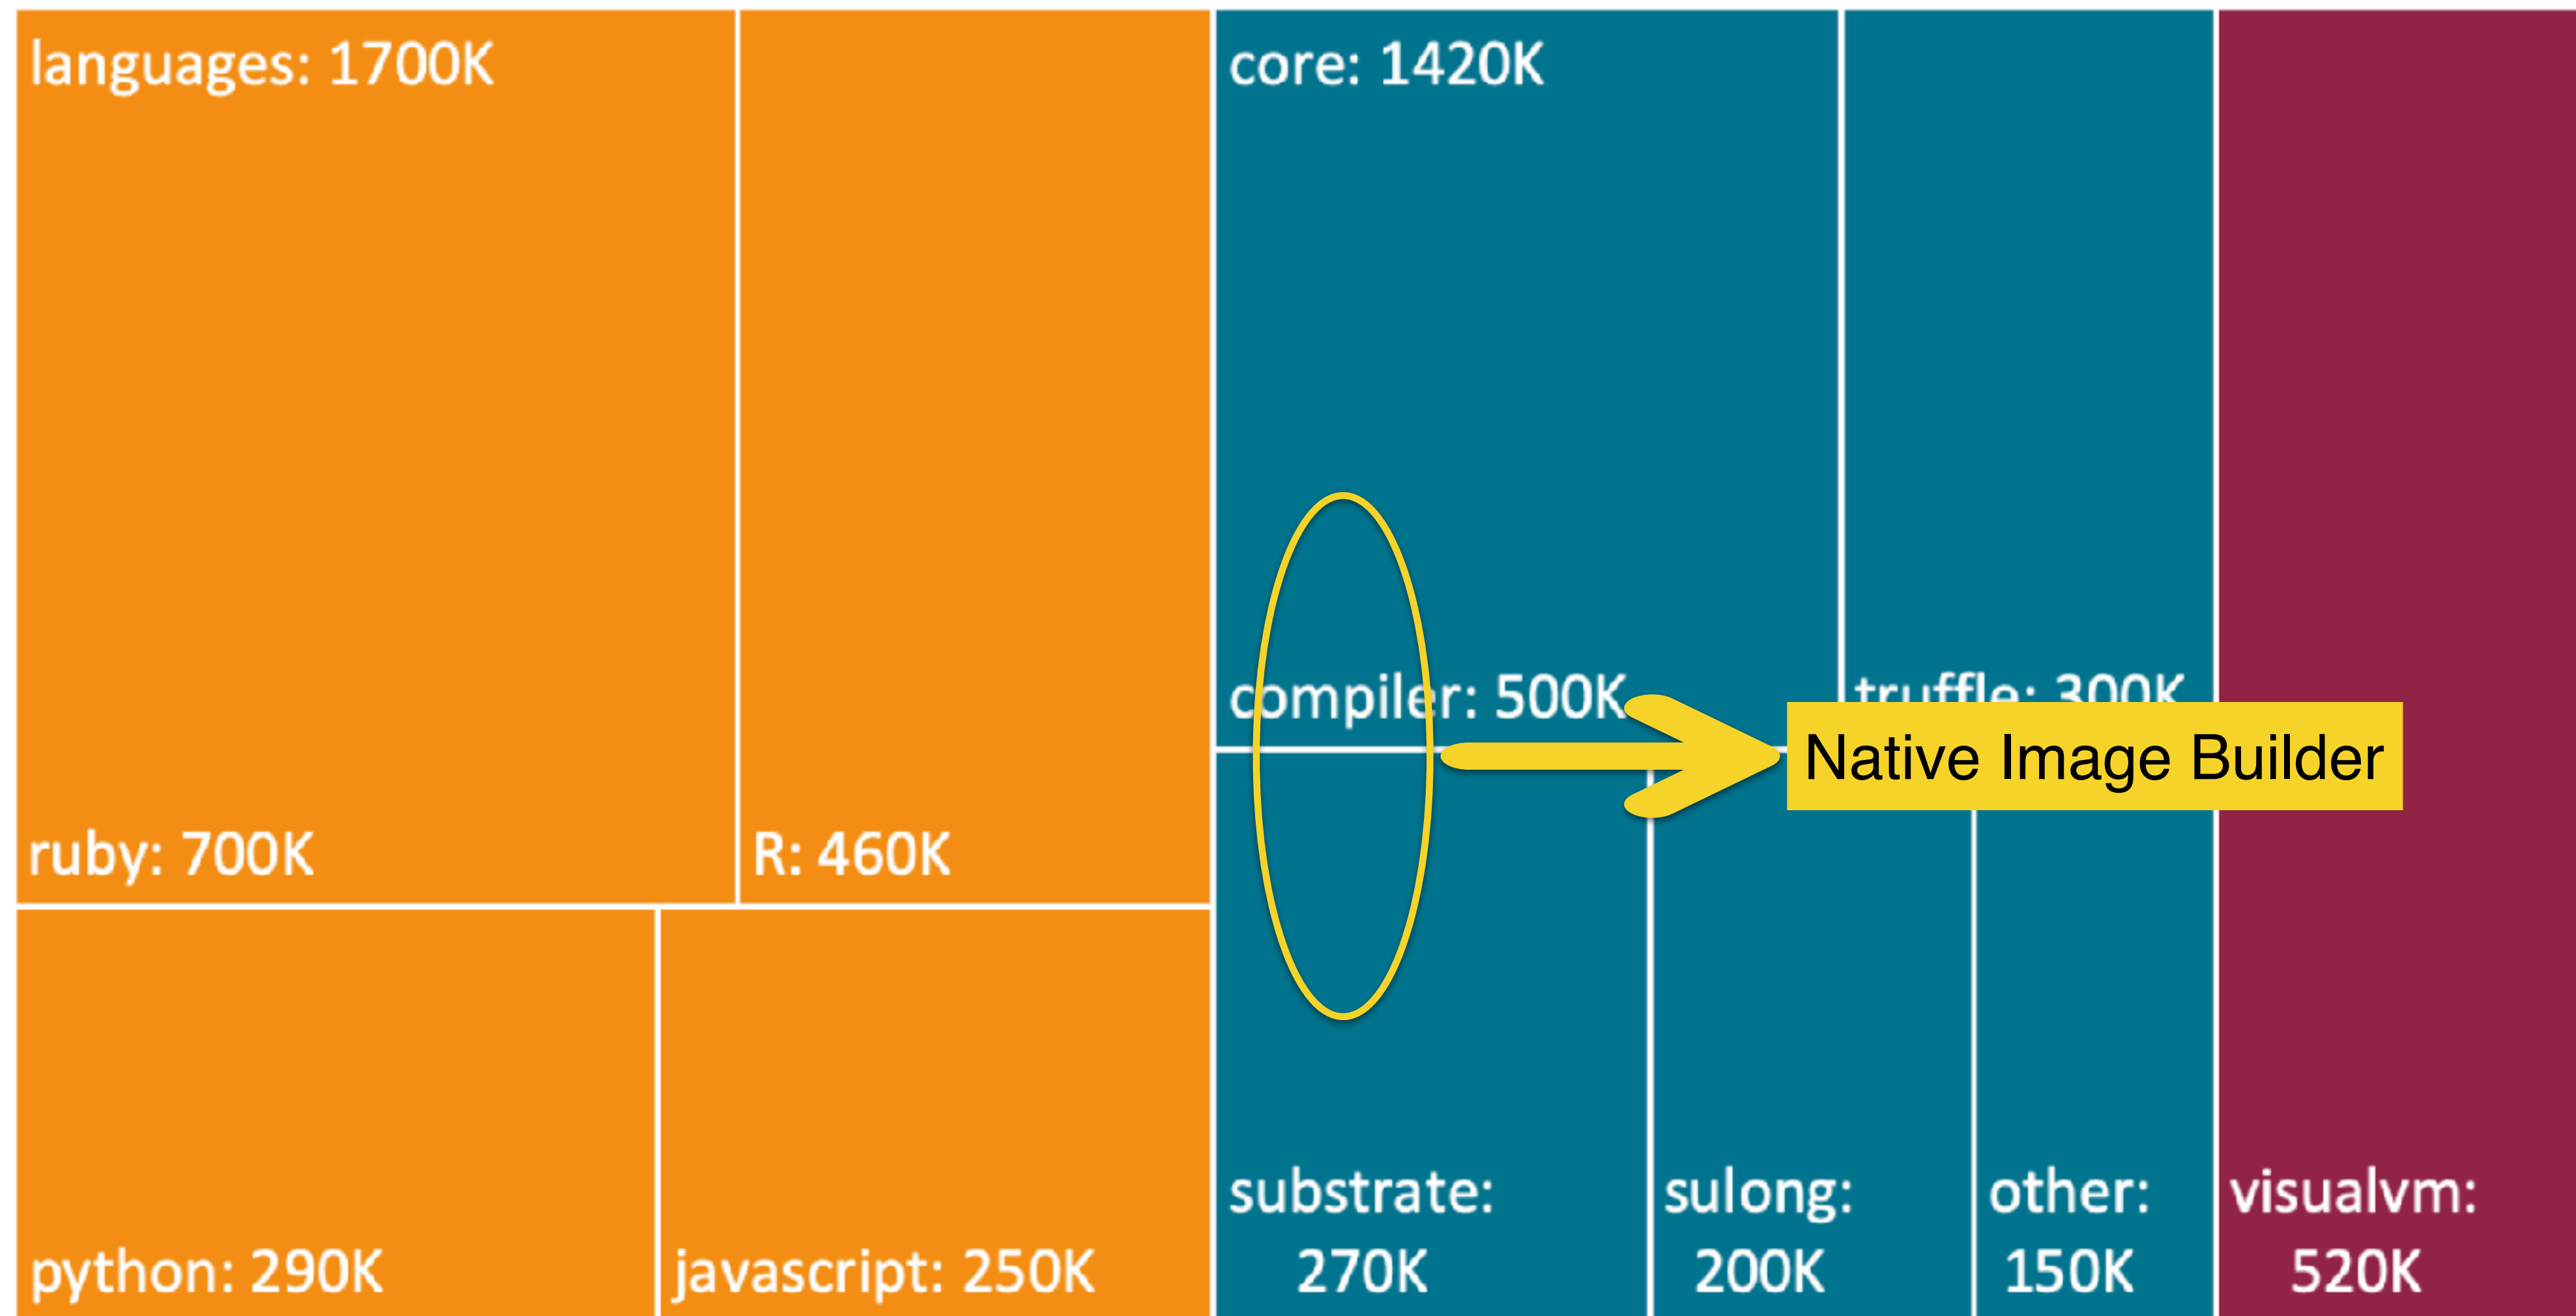 languages: 1700K
core: 1420K
compiler: 500K
truffle: 300K
Native Image Builder
ruby: 700K
R: 460K
substrate:
270K
sulong:
200K
other:
150K
visualvm:
520K
python: 290K
javascript: 250K